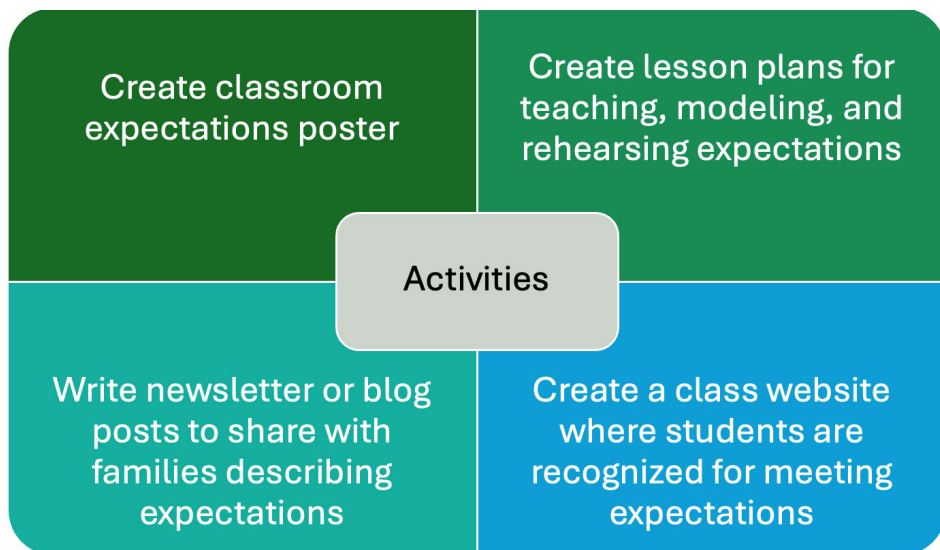 Create classroom
expectations poster
Create lesson plans for
teaching, modeling, and
rehearsing expectations
Activities
Write newsletter or blog
posts to share with
families describing
expectations
Create a class website
where students are
recognized for meeting
expectations